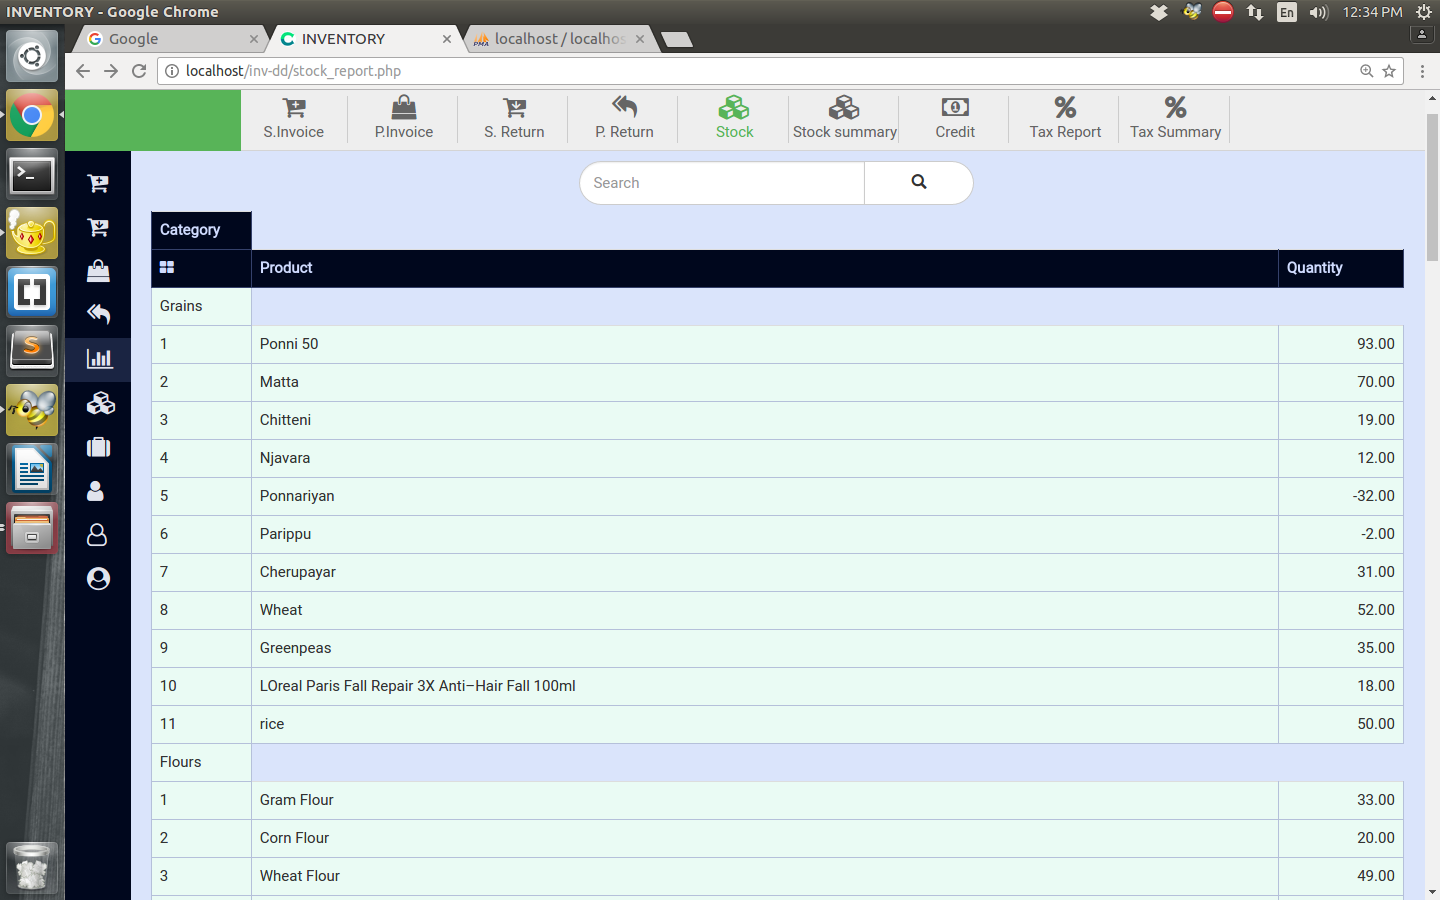 INVENTORY - Google Chrome
En
12:34 PM
Google
INVENTORY
localhost / localhos
localhost/inv-dd/stock_report.php
S.Invoice
P.Invoice
S. Return
P. Return
Stock
Stock summary
Credit
Tax Report
Tax Summary
Search
Category
Product Quantity
Grains
1 Ponni 50 93.00
2 Matta 70.00
3 Chitteni 19.00
4 Njavara 12.00
5 Ponnariyan -32.00
6 Parippu -2.00
7 Cherupayar 31.00
8 Wheat 52.00
9 Greenpeas 35.00
10 LOreal Paris Fall Repair 3X Anti–Hair Fall 100ml 18.00
11 rice 50.00
Flours
1 Gram Flour 33.00
2 Corn Flour 20.00
3 Wheat Flour 49.00